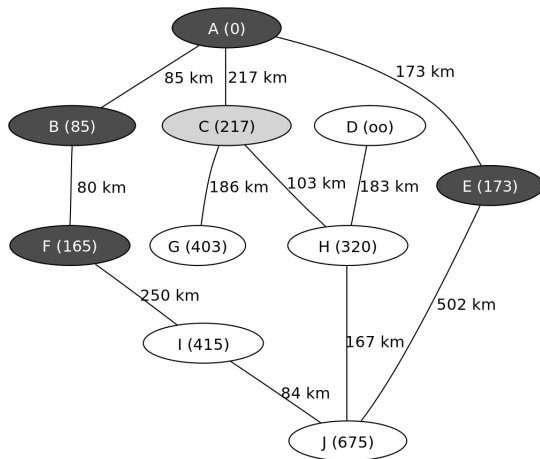 A (0)
173 km
85 km
217 km
B (85)
C (217)
D (oo)
80 km
186 km
103 km
183 km
E (173)
F (165)
G (403)
H (320)
250 km
502 km
I (415)
167 km
84 km
J (675)